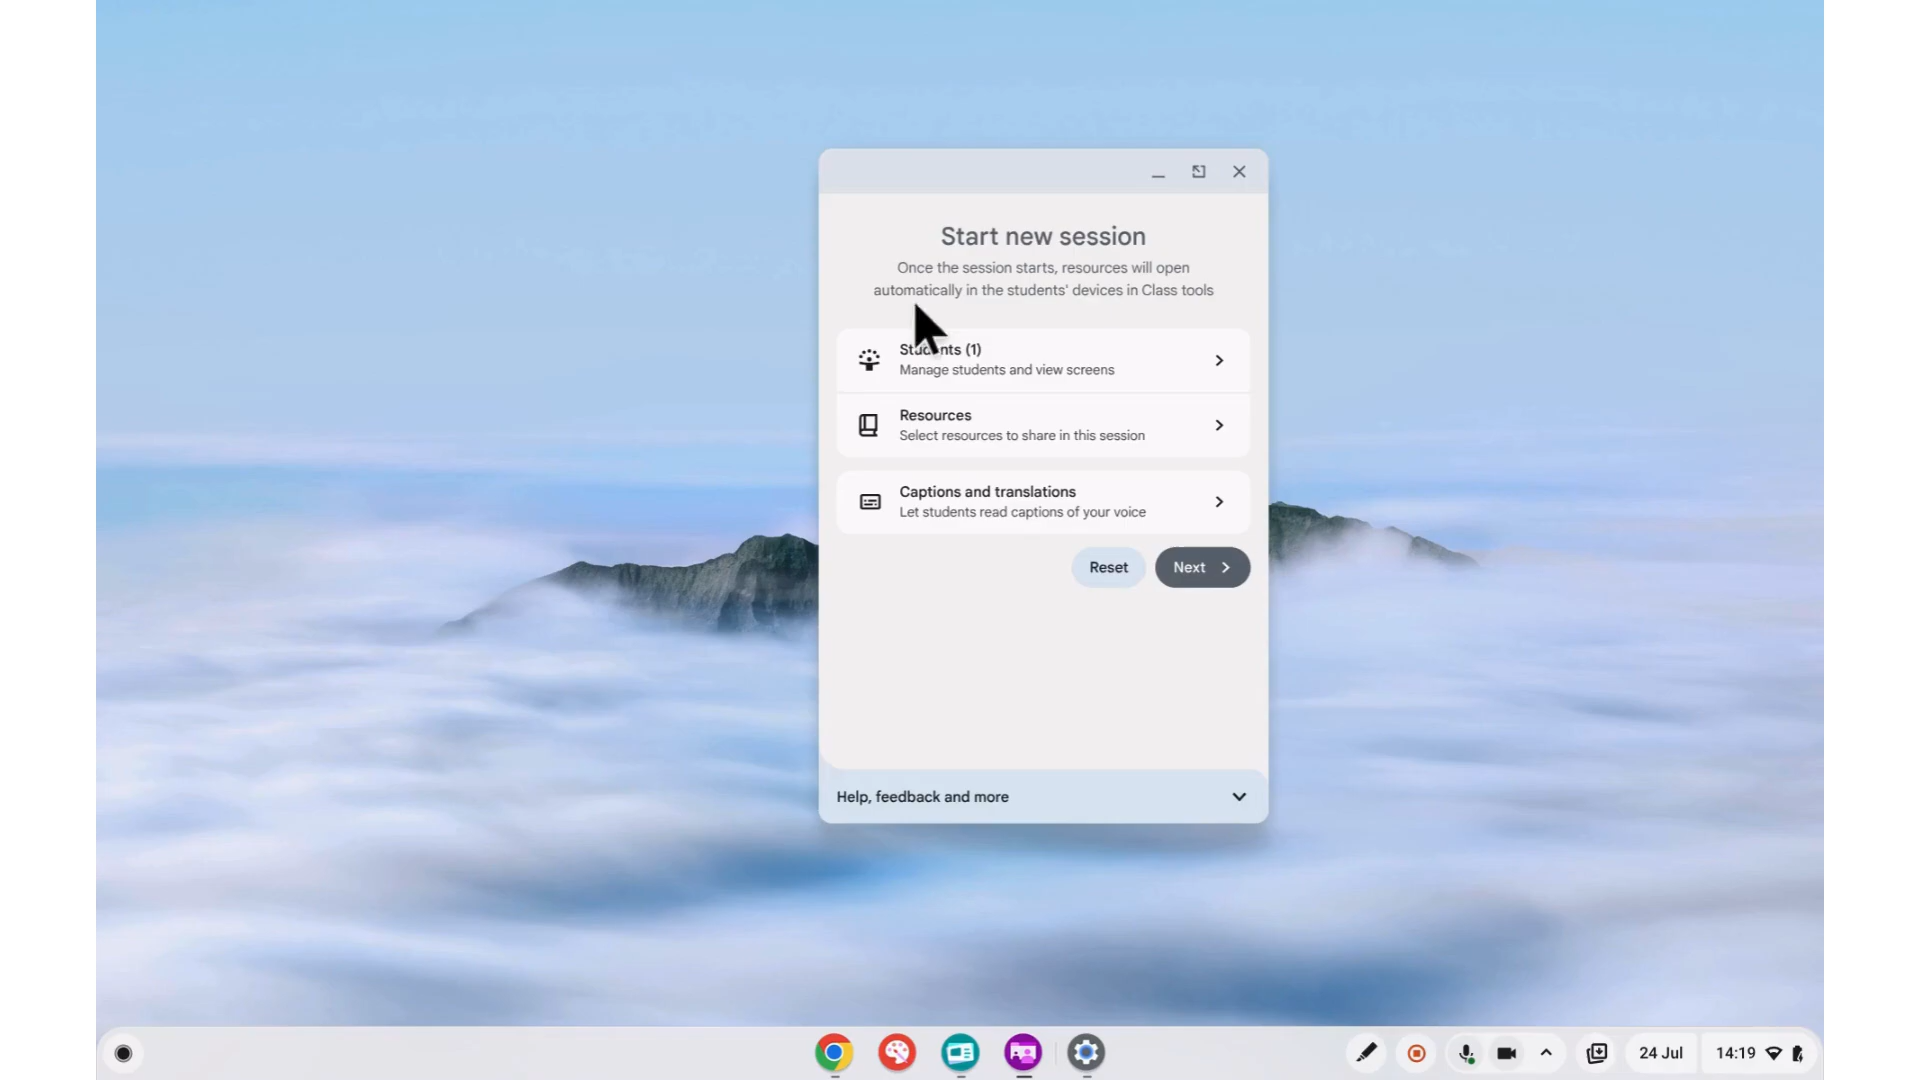 Start new session
Once the session starts, resources will open
automatically in the students' devices in Class tools
Students (1)
Manage students and view screens
Resources
Select resources to share in this session
Captions and translations
Let students read captions of your voice
Reset
Next
Help, feedback and more
24 Jul
14:19